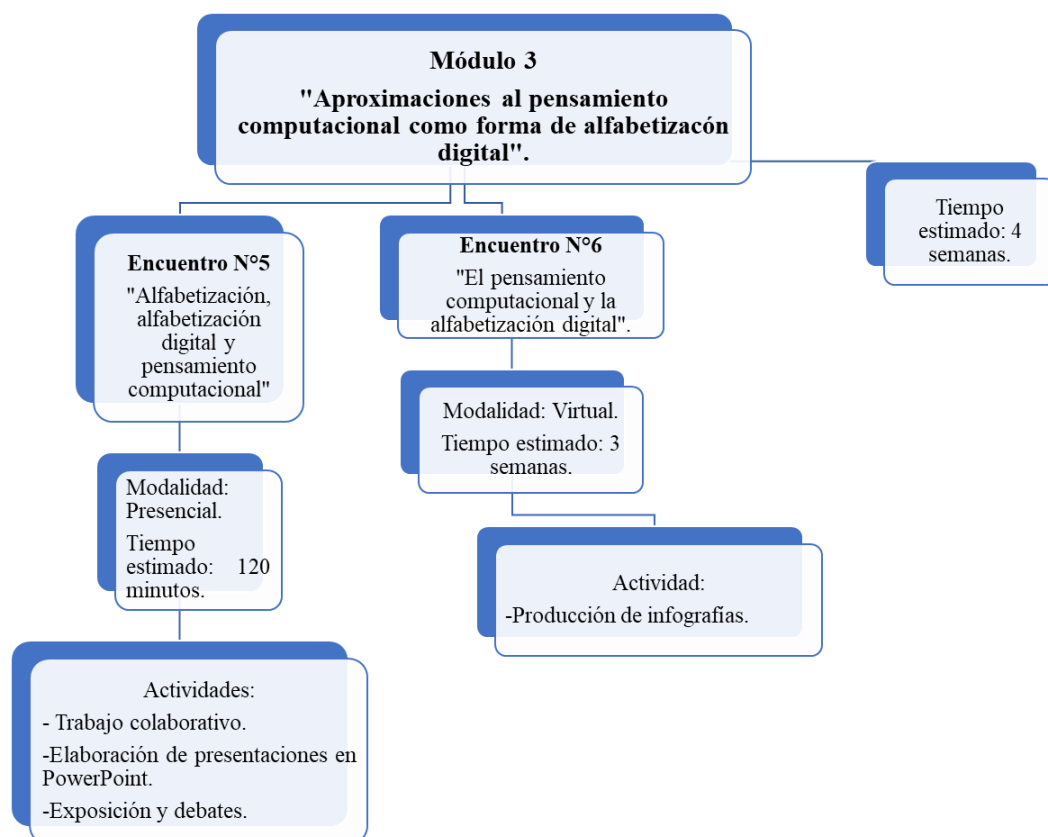 Módulo 3
"Aproximaciones al pensamiento
computacional como forma de alfabetizacón
digital".
Tiempo
estimado: 4
semanas.
Encuentro N°5
"Alfabetización,
alfabetización
digital y
pensamiento
computacional"
Encuentro N°6
"El pensamiento
computacional y la
alfabetización digital".
Modalidad:
Presencial.
Tiempo
estimado: 120
minutos.
Modalidad: Virtual.
Tiempo estimado: 3
semanas.
Actividades:
- Trabajo colaborativo.
-Elaboración de presentaciones en
PowerPoint.
-Exposición y debates.
Actividad:
-Producción de infografías.